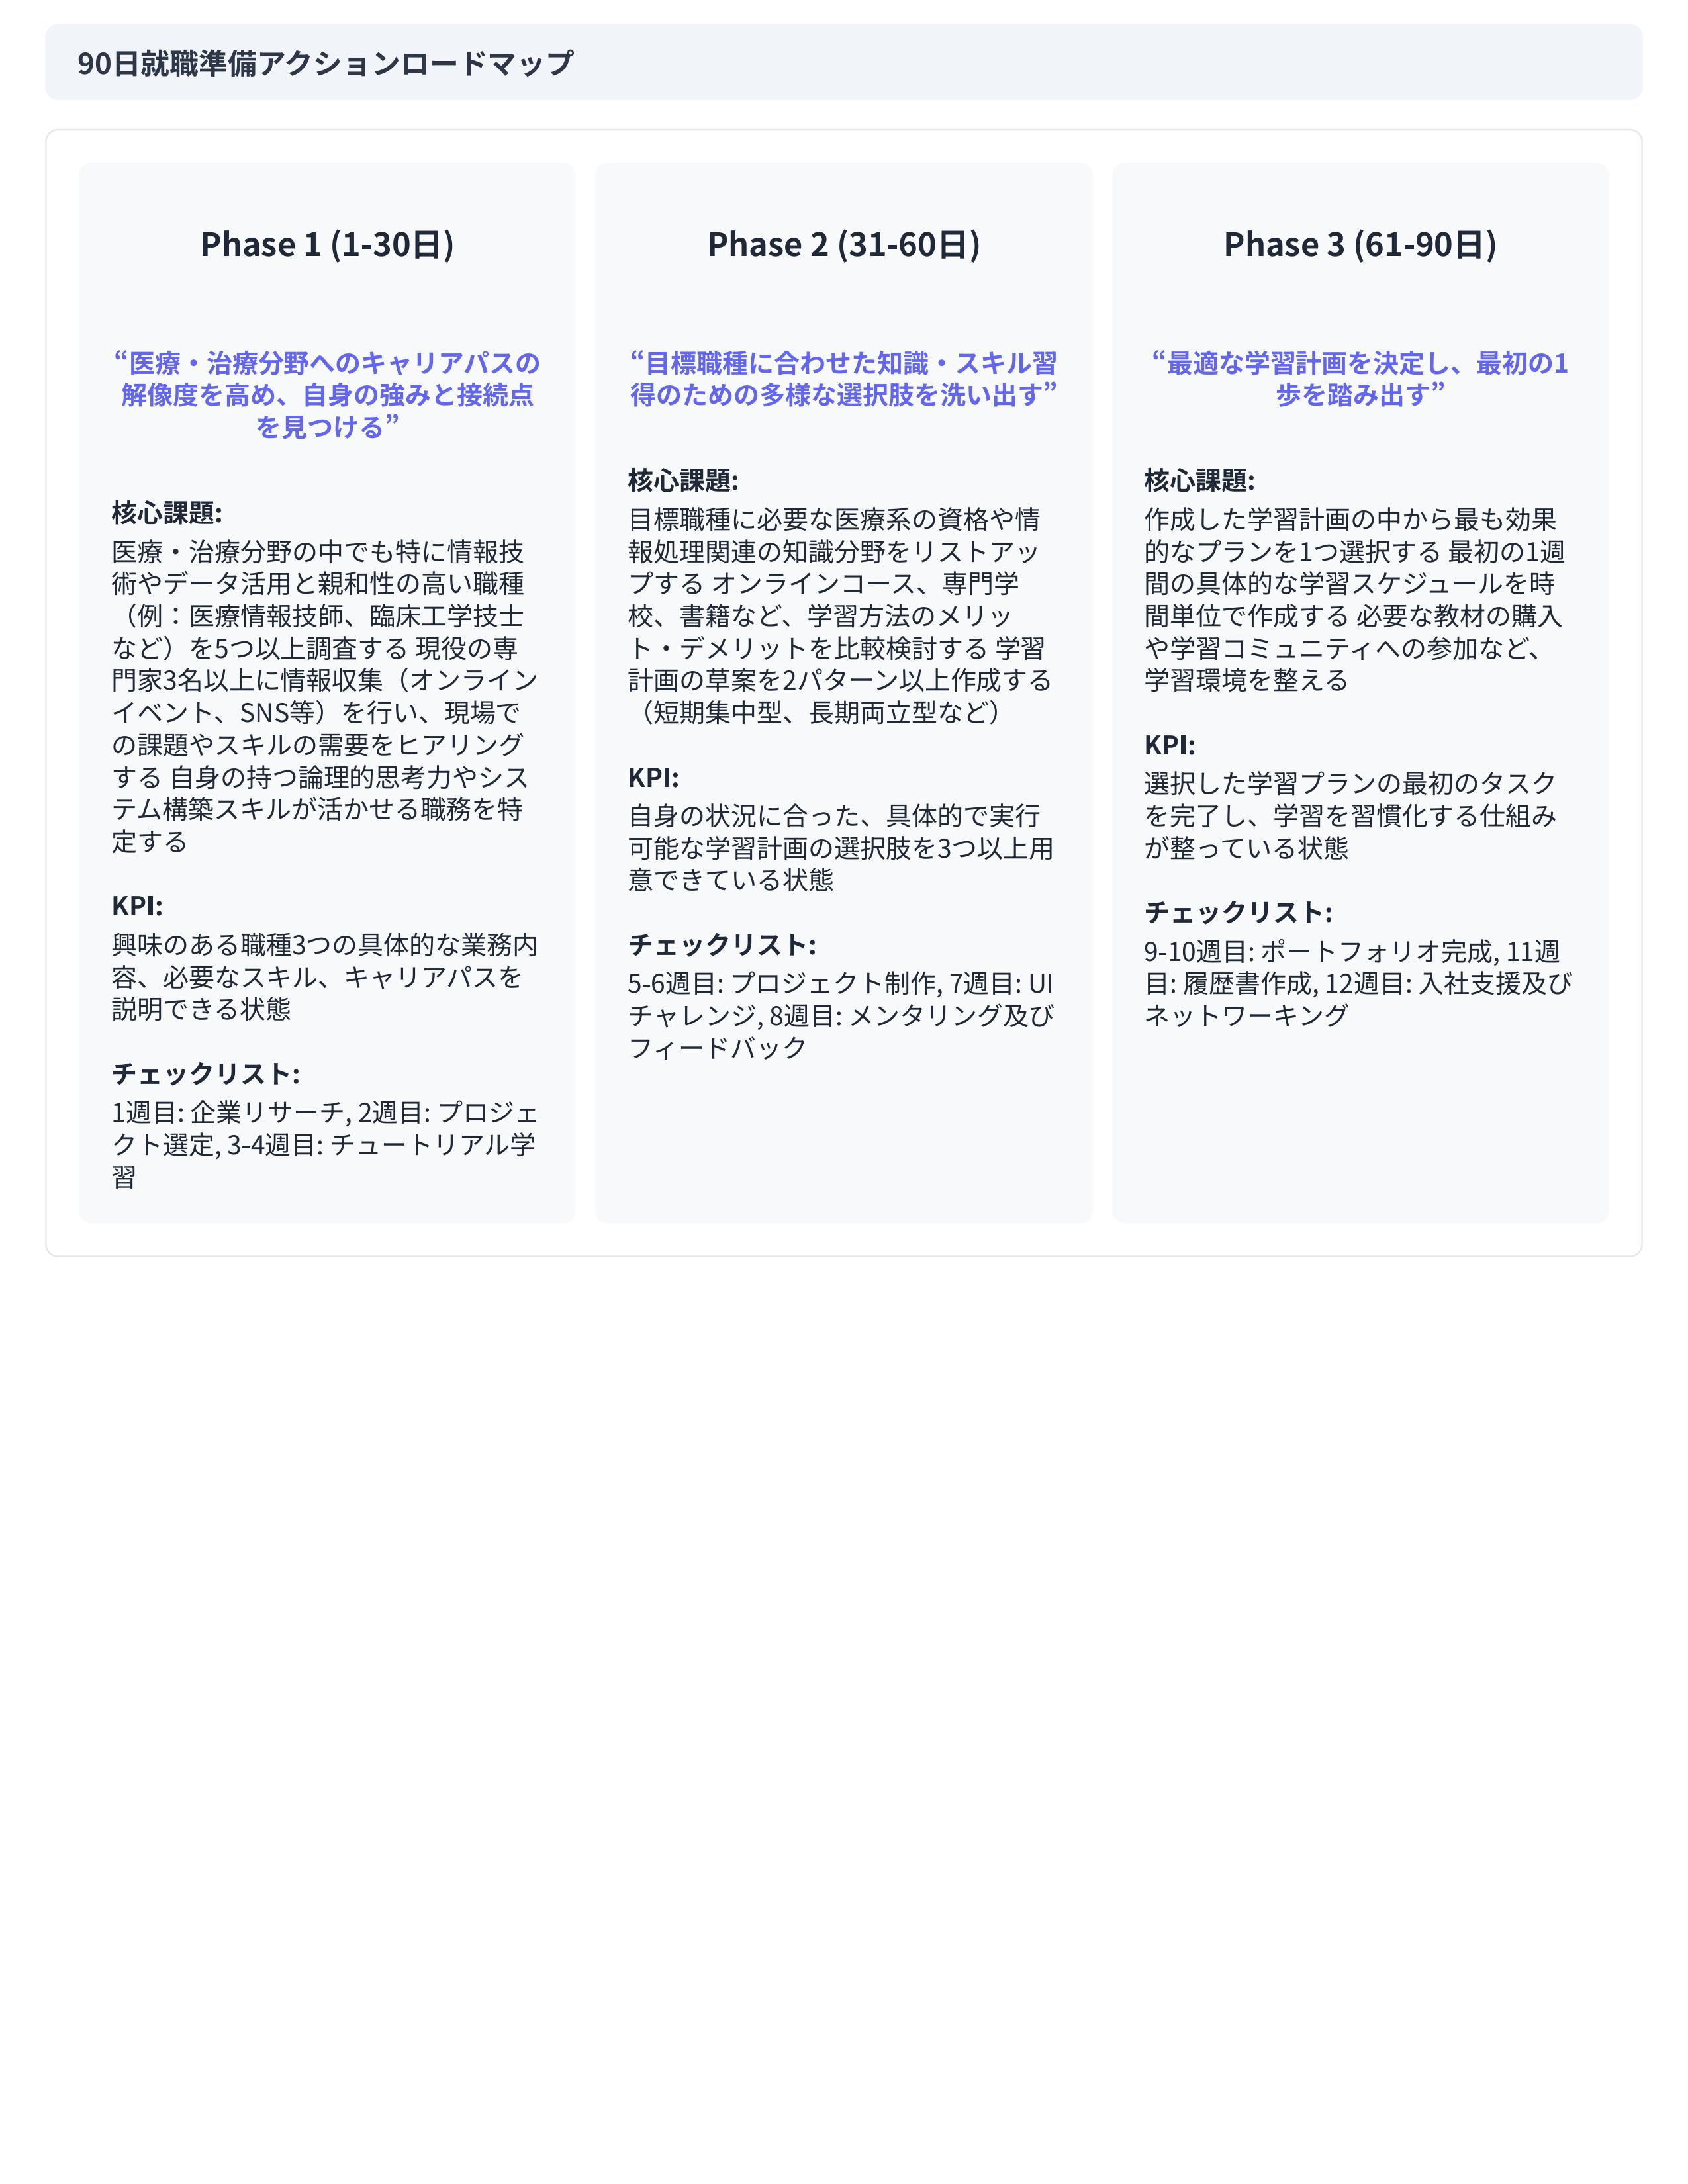 90日就職準備アクションロードマップ
Phase 1 (1-30日)
“医療・治療分野へのキャリアパスの
解像度を高め、自身の強みと接続点
を見つける”
核心課題:
医療・治療分野の中でも特に情報技
術やデータ活用と親和性の高い職種
（例：医療情報技師、臨床工学技士
など）を5つ以上調査する 現役の専
門家3名以上に情報収集（オンライン
イベント、SNS等）を行い、現場で
の課題やスキルの需要をヒアリング
する 自身の持つ論理的思考力やシス
テム構築スキルが活かせる職務を特
定する
KPI:
興味のある職種3つの具体的な業務内
容、必要なスキル、キャリアパスを
説明できる状態
チェックリスト:
1週目: 企業リサーチ, 2週目: プロジェ
クト選定, 3-4週目: チュートリアル学
習
Phase 2 (31-60日)
“目標職種に合わせた知識・スキル習
得のための多様な選択肢を洗い出す”
核心課題:
目標職種に必要な医療系の資格や情
報処理関連の知識分野をリストアッ
プする オンラインコース、専門学
校、書籍など、学習方法のメリッ
ト・デメリットを比較検討する 学習
計画の草案を2パターン以上作成する
（短期集中型、長期両立型など）
KPI:
自身の状況に合った、具体的で実行
可能な学習計画の選択肢を3つ以上用
意できている状態
チェックリスト:
5-6週目: プロジェクト制作, 7週目: UI
チャレンジ, 8週目: メンタリング及び
フィードバック
Phase 3 (61-90日)
“最適な学習計画を決定し、最初の1
歩を踏み出す”
核心課題:
作成した学習計画の中から最も効果
的なプランを1つ選択する 最初の1週
間の具体的な学習スケジュールを時
間単位で作成する 必要な教材の購入
や学習コミュニティへの参加など、
学習環境を整える
KPI:
選択した学習プランの最初のタスク
を完了し、学習を習慣化する仕組み
が整っている状態
チェックリスト:
9-10週目: ポートフォリオ完成, 11週
目: 履歴書作成, 12週目: 入社支援及び
ネットワーキング